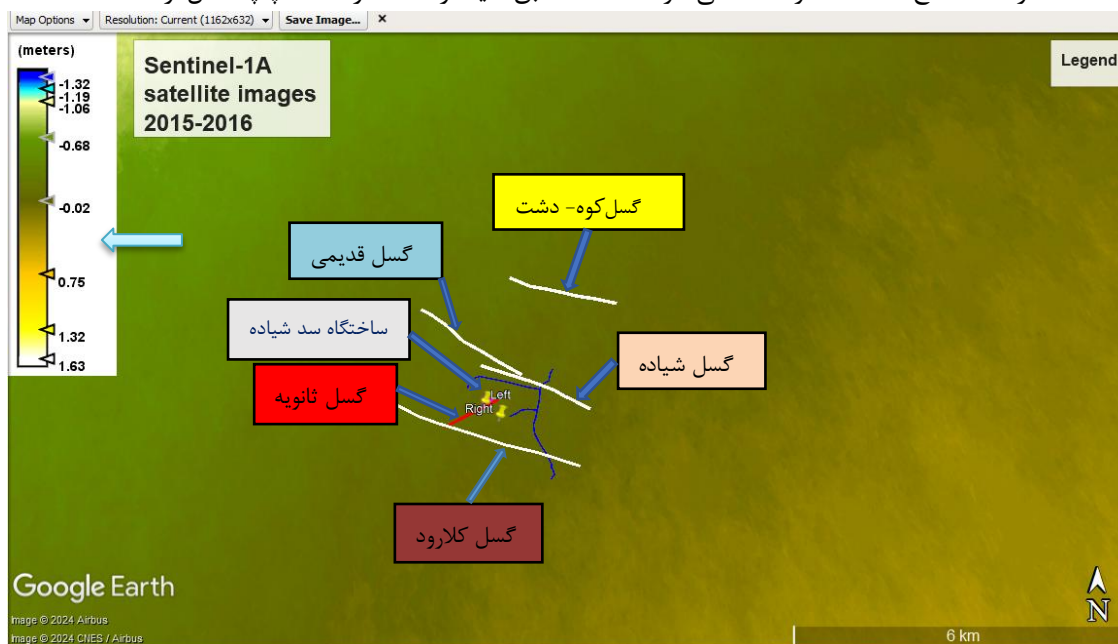 Map Options
Resolution: Current (1162x632)
Save Image...
(meters)
-1.32
-1.19
-1.06
-0.68
-0.02
0.75
1.32
1.63
Sentinel-1A
satellite images
2015-2016
Legend
گسل‌کوه- دشت
گسل قدیمی
ساختگاه سد شیاده
گسل شیاده
گسل ثانویه
Left
Right
گسل کلارود
Google Earth
Image © 2024 Airbus
Image © 2024 CNES / Airbus
N
6 km